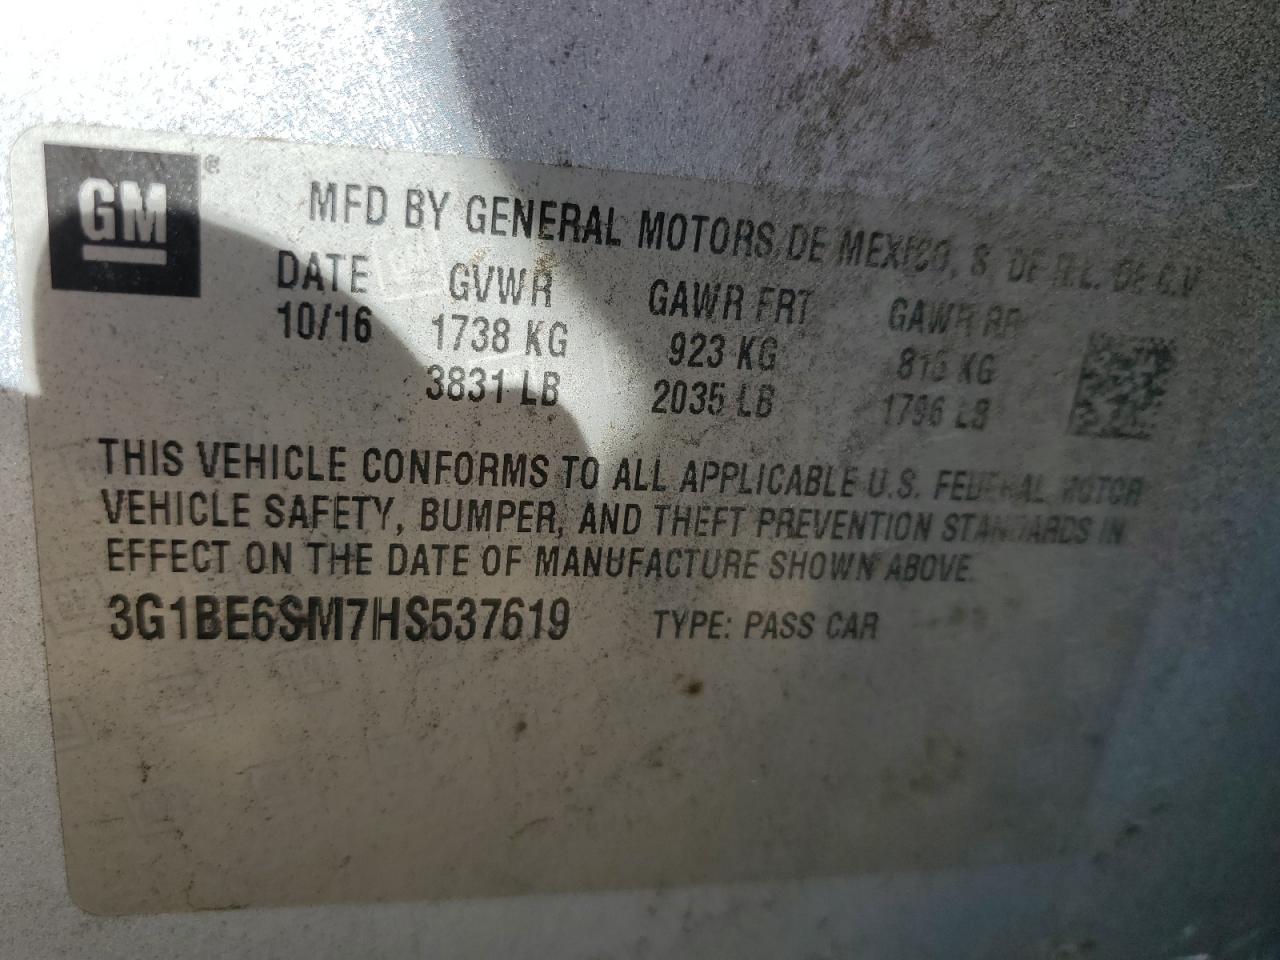 GM ®
MFD BY GENERAL MOTORS DE MEXICO, S. DE R.L. DE C.V
DATE GVWR GAWR FRT GAWR RR
10/16 1738 KG 923 KG 815 KG
3831 LB 2035 LB 1796 LB
THIS VEHICLE CONFORMS TO ALL APPLICABLE U.S. FEDERAL MOTOR
VEHICLE SAFETY, BUMPER, AND THEFT PREVENTION STANDARDS IN
EFFECT ON THE DATE OF MANUFACTURE SHOWN ABOVE.
3G1BE6SM7HS537619 TYPE: PASS CAR